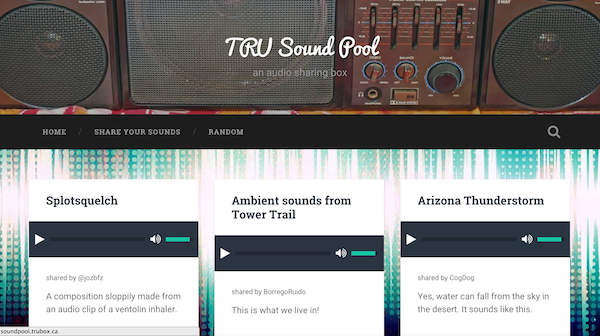 TRU Sound Pool
an audio sharing box
HOME / SHARE YOUR SOUNDS / RANDOM
Splotsquelch
shared by @jozbfz
A composition sloppily made from
an audio clip of a ventolin inhaler.
Ambient sounds from
Tower Trail
shared by BorregoRuido
This is what we live in!
Arizona Thunderstorm
shared by CogDog
Yes, water can fall from the sky in
the desert. It sounds like this.
soundpool.trubox.ca